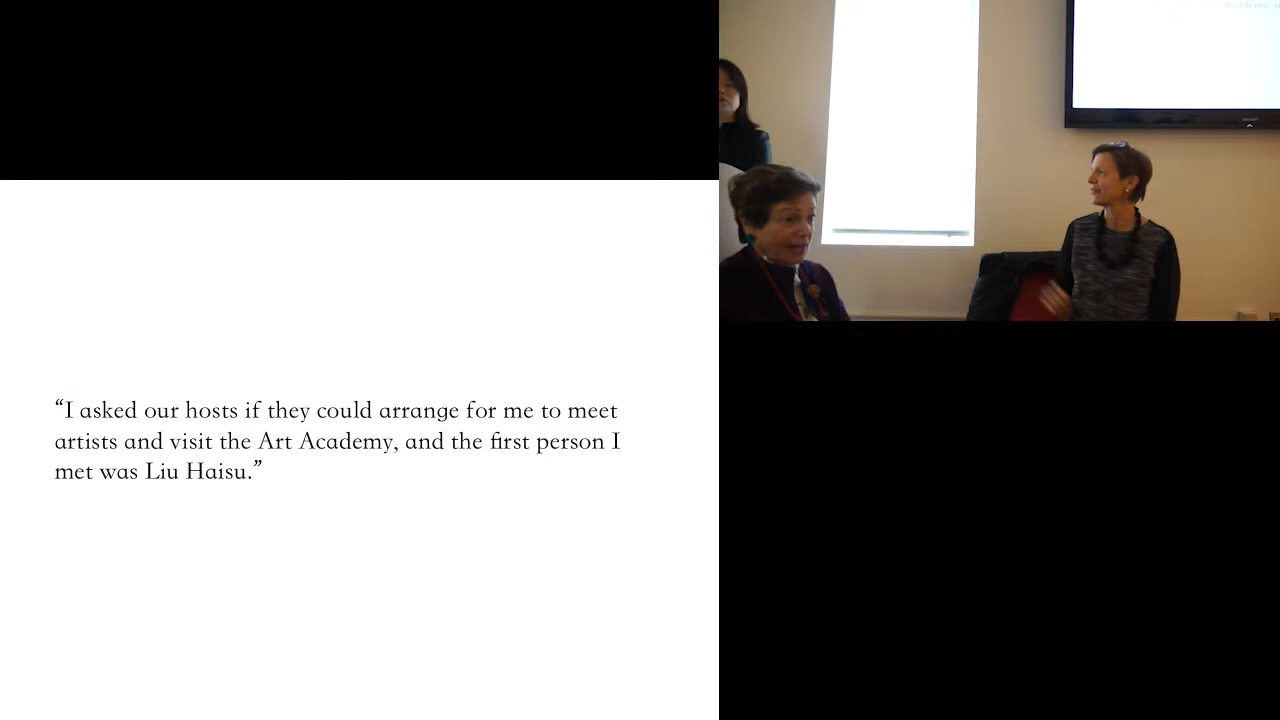 “I asked our hosts if they could arrange for me to meet
artists and visit the Art Academy, and the first person I
met was Liu Haisu.”